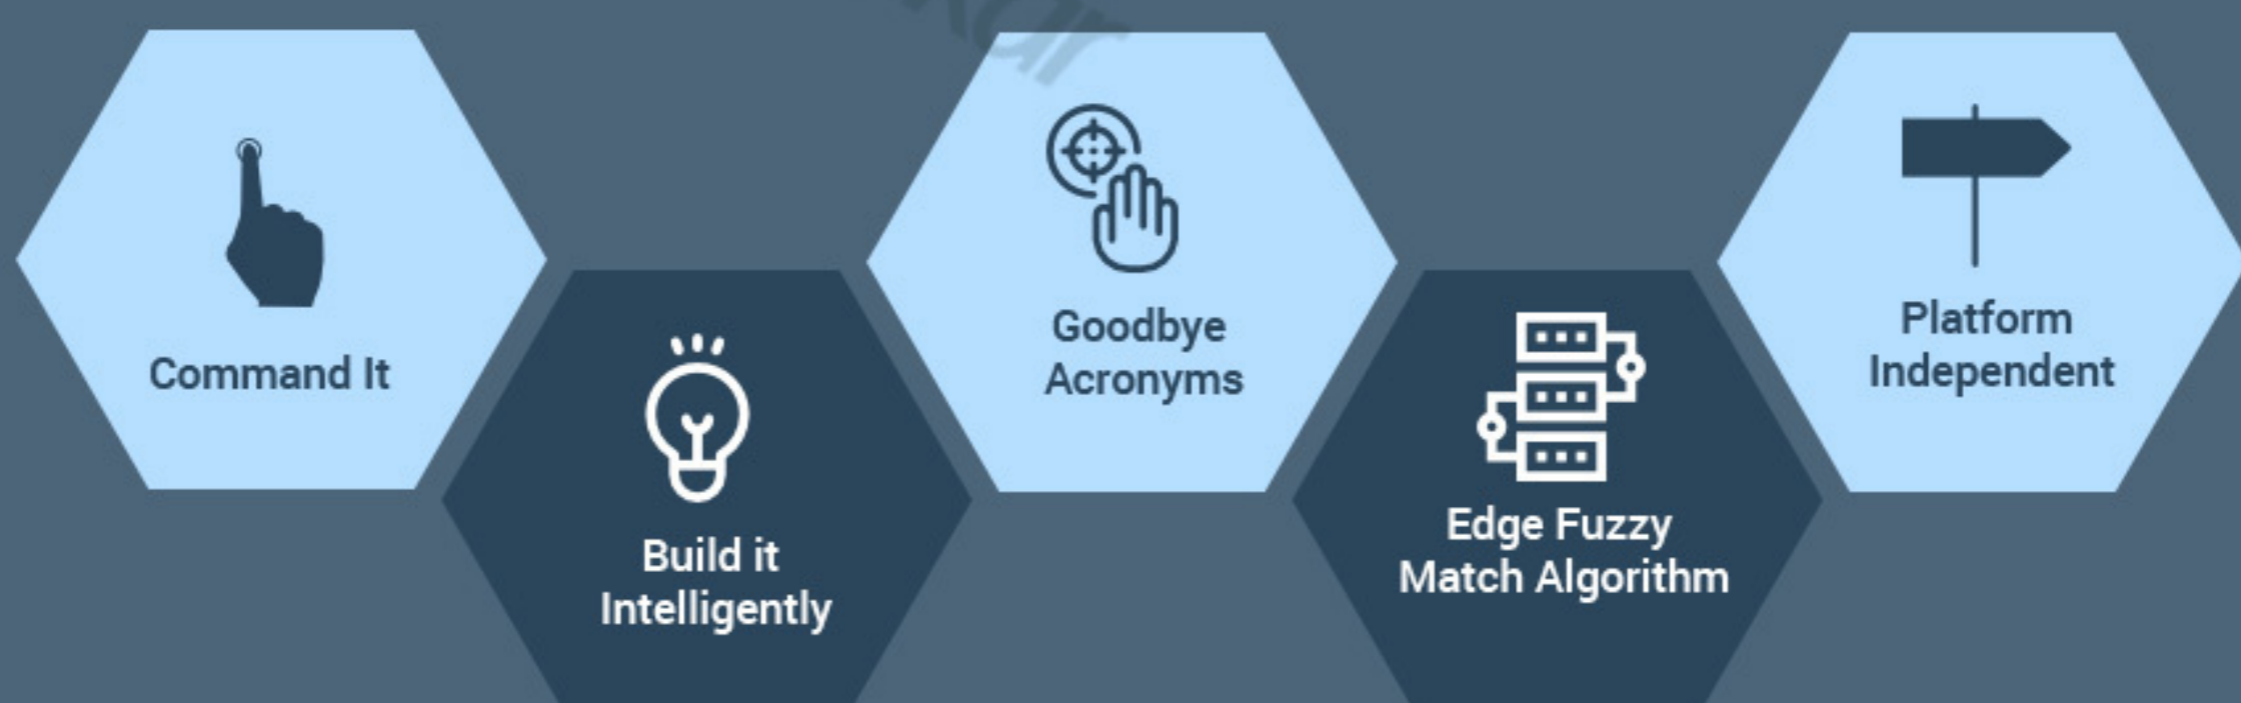 Command It
Build it
Intelligently
Goodbye
Acronyms
Edge Fuzzy
Match Algorithm
Platform
Independent